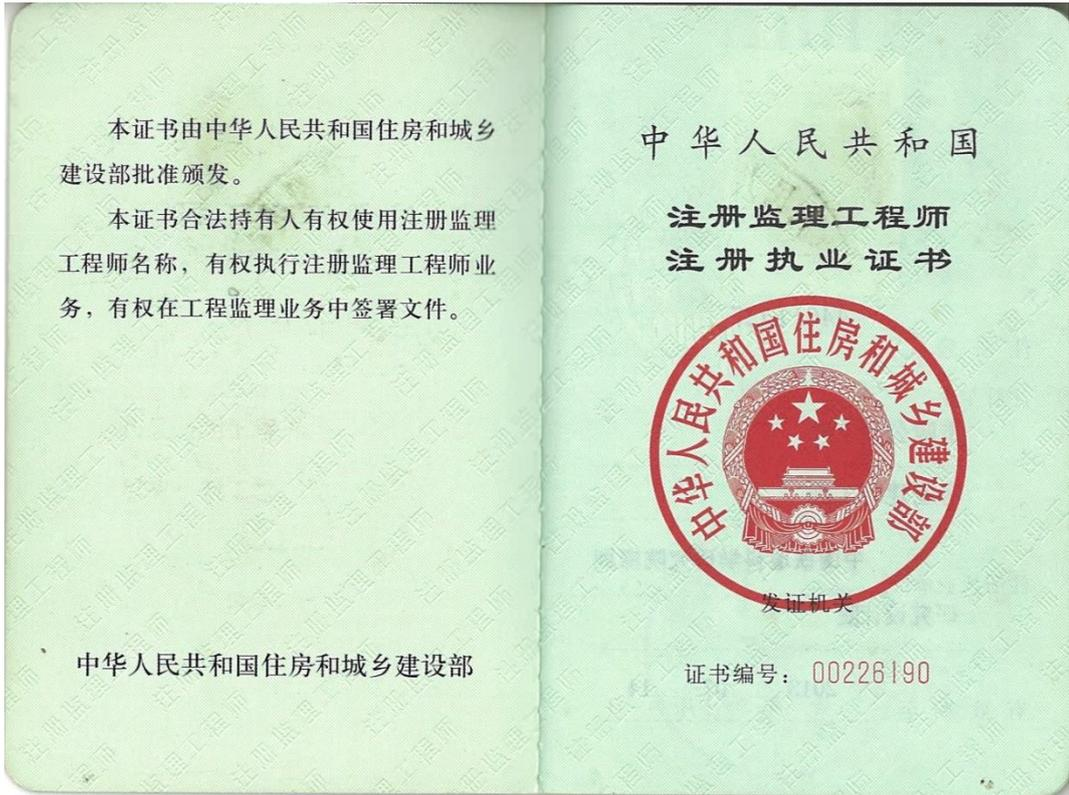 本证书由中华人民共和国住房和城乡
建设部批准颁发。
本证书合法持有人有权使用注册监理
工程师名称，有权执行注册监理工程师业
务，有权在工程监理业务中签署文件。
中华人民共和国住房和城乡建设部
中华人民共和国
注册监理工程师
注册执业证书
中华人民共和国住房和城乡建设部
发证机关
证书编号：00226190